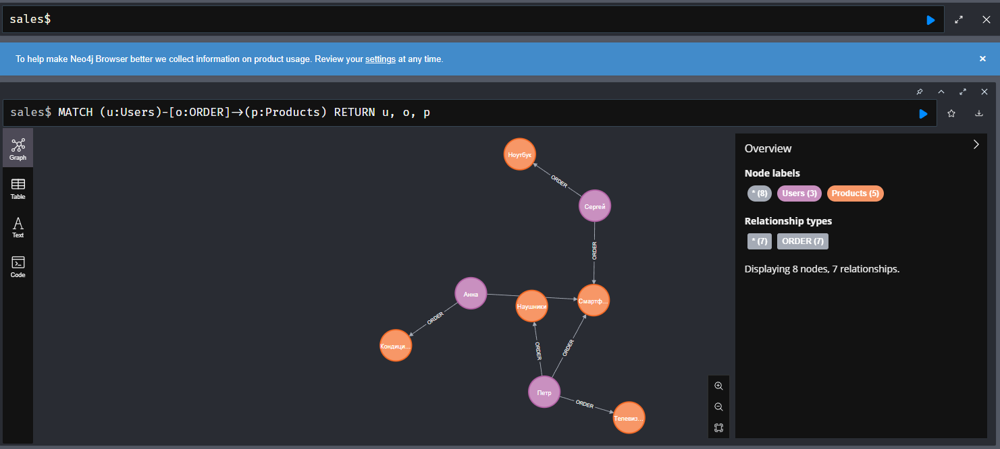 sales$
To help make Neo4j Browser better we collect information on product usage. Review your settings at any time.
sales$ MATCH (u:Users)-[o:ORDER]->(p:Products) RETURN u, o, p
Graph
Table
Text
Code
Ноутбук
ORDER
Сергей
ORDER
Анна
Наушники
Смартф...
ORDER
Кондици...
ORDER
ORDER
Петр
ORDER
Телевиз...
Overview
Node labels
* (8) Users (3) Products (5)
Relationship types
* (7) ORDER (7)
Displaying 8 nodes, 7 relationships.